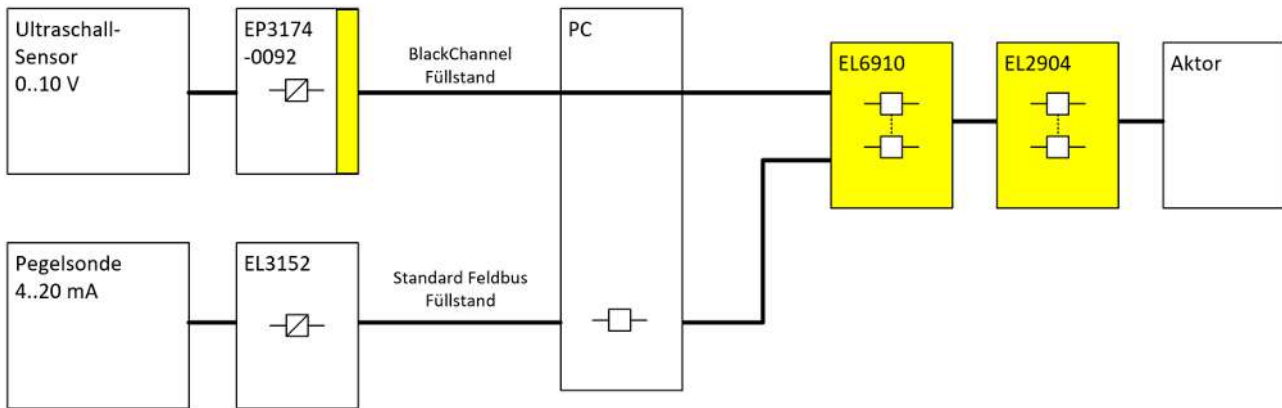 Ultraschall-
Sensor
0..10 V
EP3174
-0092
BlackChannel
Füllstand
PC
EL6910
EL2904
Aktor
Pegelsonde
4..20 mA
EL3152
Standard Feldbus
Füllstand